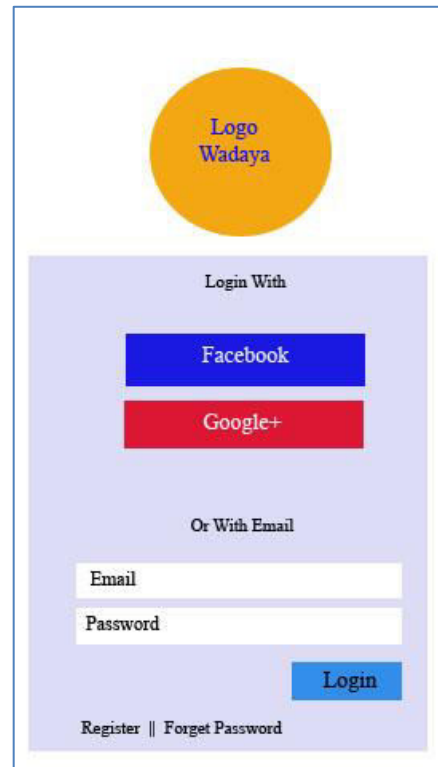 Logo
Wadaya
Login With
Facebook
Google+
Or With Email
Email
Password
Login
Register || Forget Password